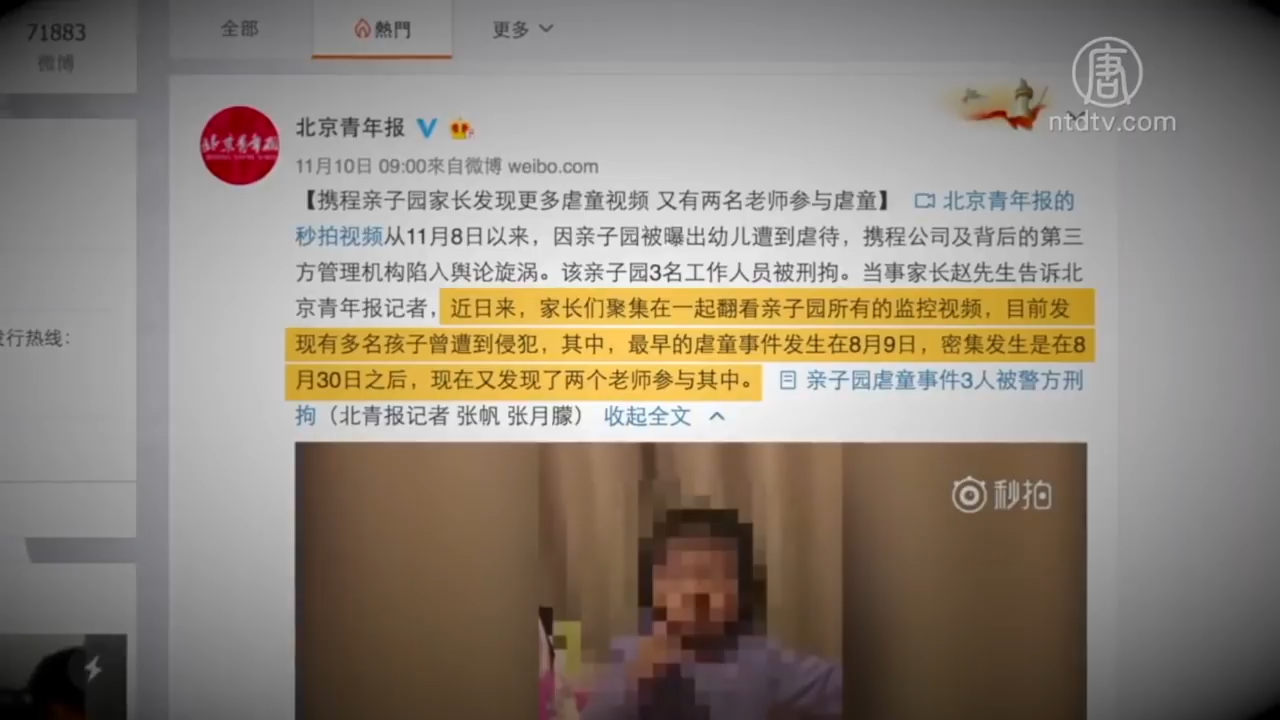 71883
微博
全部
熱門
更多
唐
ntdtv.com
北京青年报
11月10日 09:00來自微博 weibo.com
【携程亲子园家长发现更多虐童视频 又有两名老师参与虐童】 北京青年报的
秒拍视频从11月8日以来，因亲子园被曝出幼儿遭到虐待，携程公司及背后的第三
方管理机构陷入舆论旋涡。该亲子园3名工作人员被刑拘。当事家长赵先生告诉北
京青年报记者，近日来，家长们聚集在一起翻看亲子园所有的监控视频，目前发
现有多名孩子曾遭到侵犯，其中，最早的虐童事件发生在8月9日，密集发生是在8
月30日之后，现在又发现了两个老师参与其中。 亲子园虐童事件3人被警方刑
拘（北青报记者 张帆 张月朦） 收起全文
发行热线：
秒拍